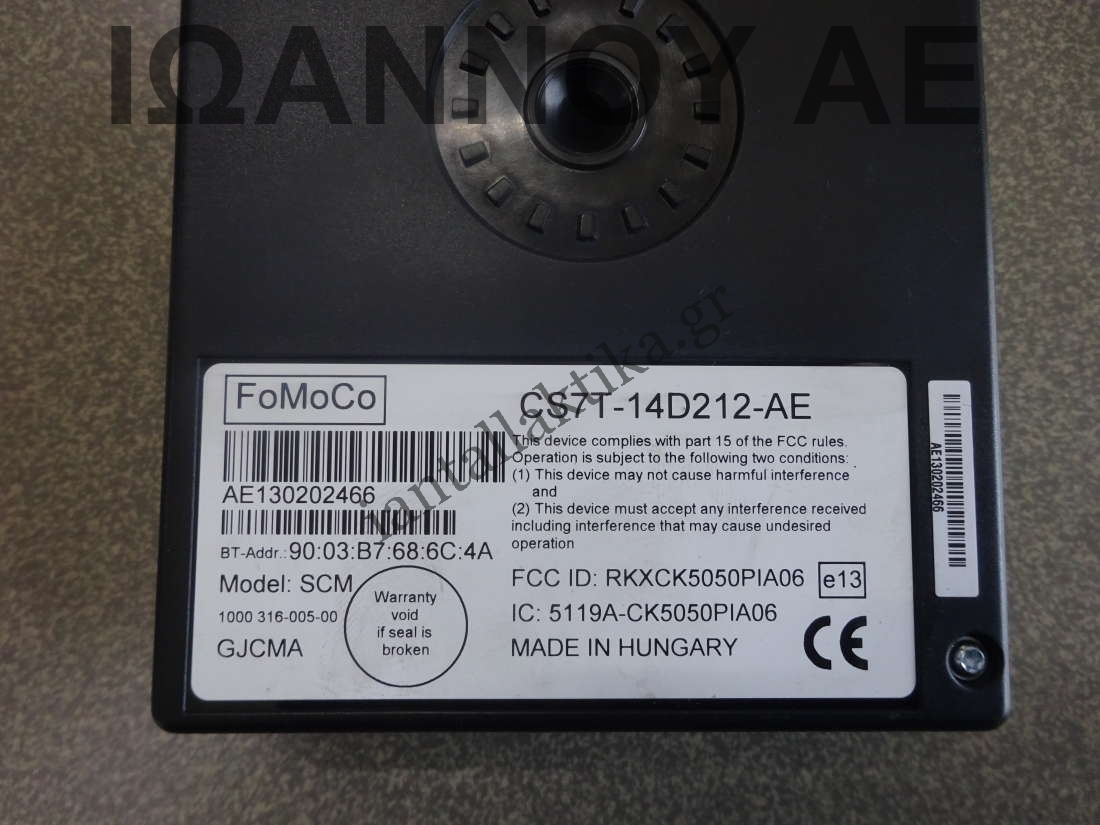 ΙΩΑΝΝΟΥ ΑΕ
iantallaktika.gr
FoMoCo
CS7T-14D212-AE
AE130202466
BT-Addr.: 90:03:B7:68:6C:4A
Model: SCM
1000 316-005-00
GJCMA
Warranty
void
if seal is
broken
This device complies with part 15 of the FCC rules.
Operation is subject to the following two conditions:
(1) This device may not cause harmful interference
and
(2) This device must accept any interference received
including interference that may cause undesired
operation
FCC ID: RKXCK5050PIA06 e13
IC: 5119A-CK5050PIA06
MADE IN HUNGARY CE
AE130202466